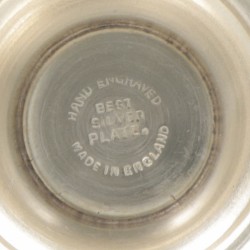 HAND ENGRAVED
BEST
SILVER
PLATE.
MADE IN ENGLAND